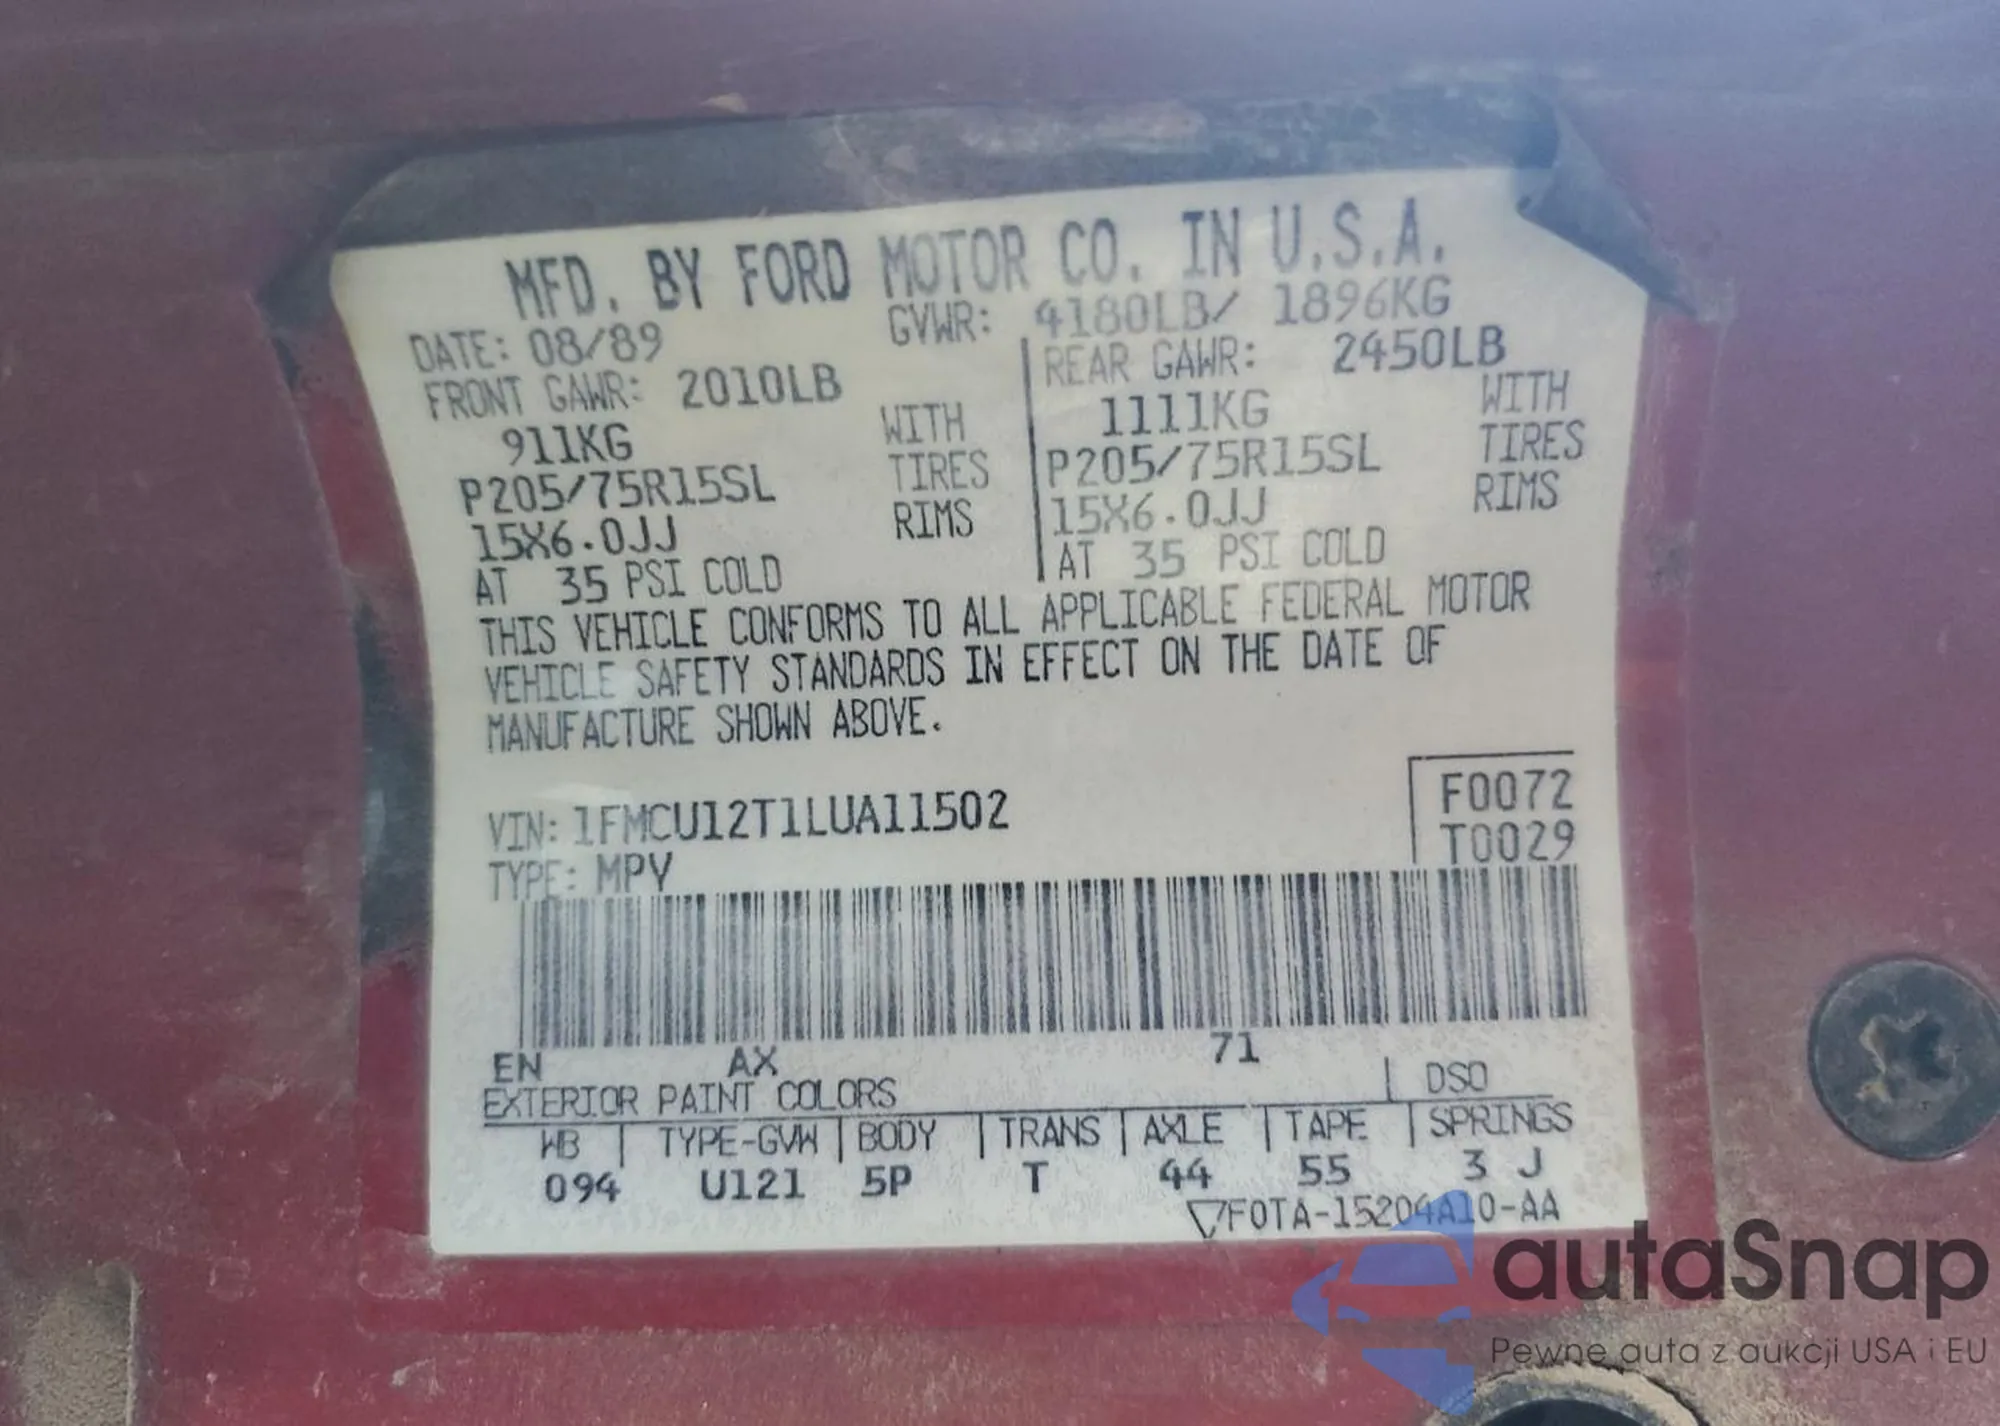 MFD. BY FORD MOTOR CO. IN U.S.A.
DATE: 08/89 GVWR: 4180LB/ 1896KG
FRONT GAWR: 2010LB REAR GAWR: 2450LB
911KG WITH 1111KG WITH
P205/75R15SL TIRES P205/75R15SL TIRES
15X6.0JJ RIMS 15X6.0JJ RIMS
AT 35 PSI COLD AT 35 PSI COLD
THIS VEHICLE CONFORMS TO ALL APPLICABLE FEDERAL MOTOR
VEHICLE SAFETY STANDARDS IN EFFECT ON THE DATE OF
MANUFACTURE SHOWN ABOVE.
VIN: 1FMCU12T1LUA11502 F0072
T0029
TYPE: MPV
EN AX 71
EXTERIOR PAINT COLORS DSO
WB TYPE-GVW BODY TRANS AXLE TAPE SPRINGS
094 U121 5P T 44 55 3 J
F0TA-15204A10-AA
autaSnap
Pewne auta z aukcji USA i EU